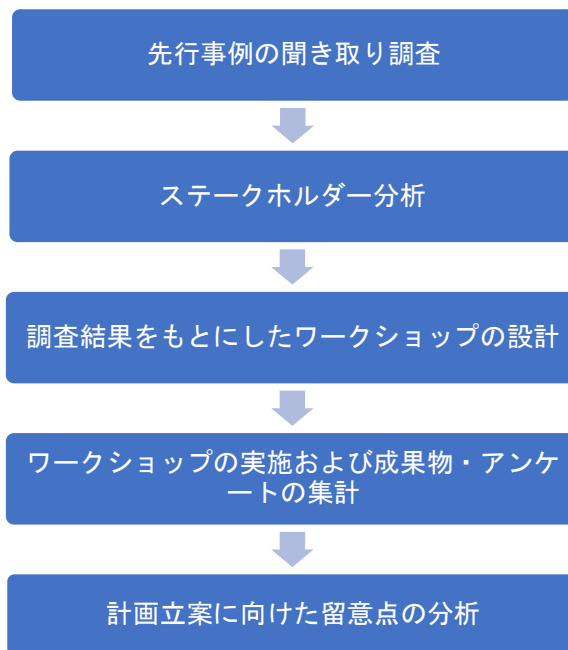 先行事例の聞き取り調査
ステークホルダー分析
調査結果をもとにしたワークショップの設計
ワークショップの実施および成果物・アンケ
ートの集計
計画立案に向けた留意点の分析